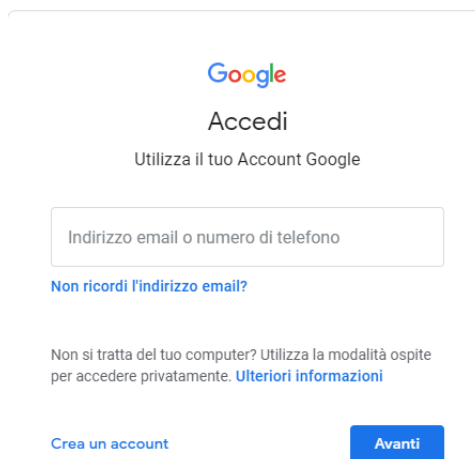 Google
Accedi
Utilizza il tuo Account Google
Indirizzo email o numero di telefono
Non ricordi l'indirizzo email?
Non si tratta del tuo computer? Utilizza la modalità ospite
per accedere privatamente. Ulteriori informazioni
Crea un account
Avanti